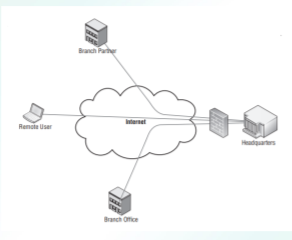 Branch Partner
Internet
Remote User
Headquarters
Branch Office